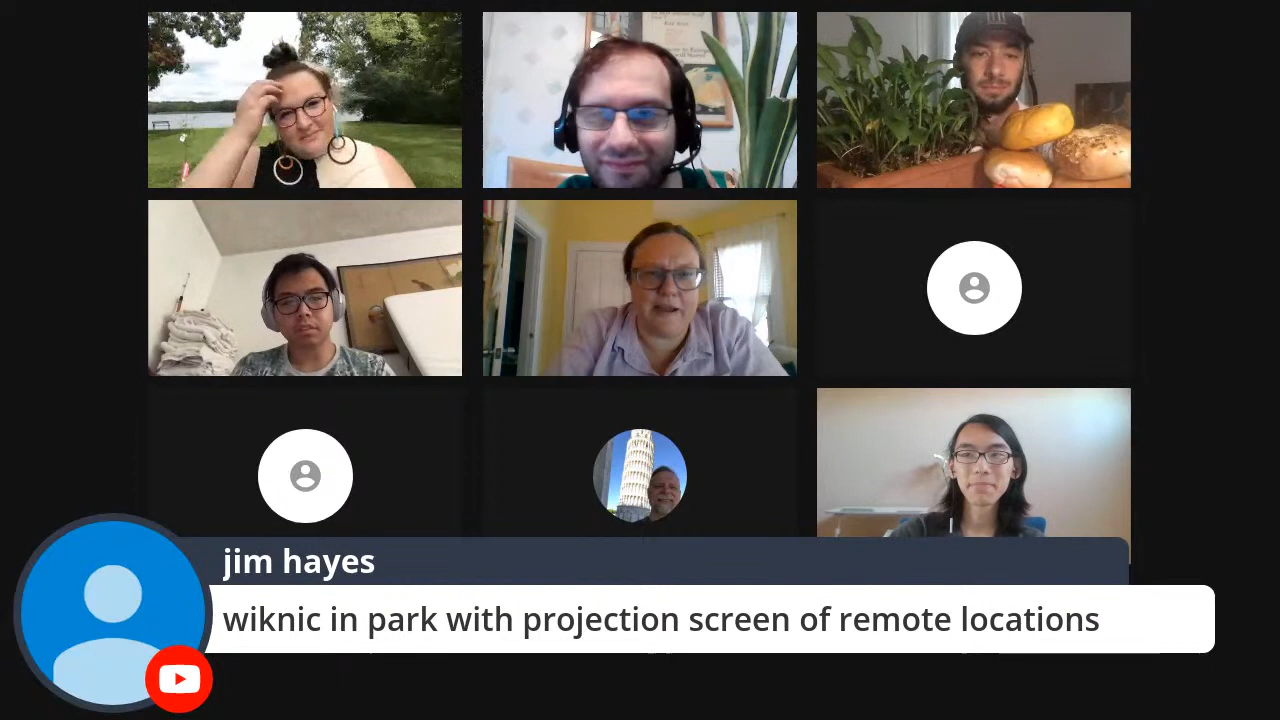 jim hayes
wiknic in park with projection screen of remote locations